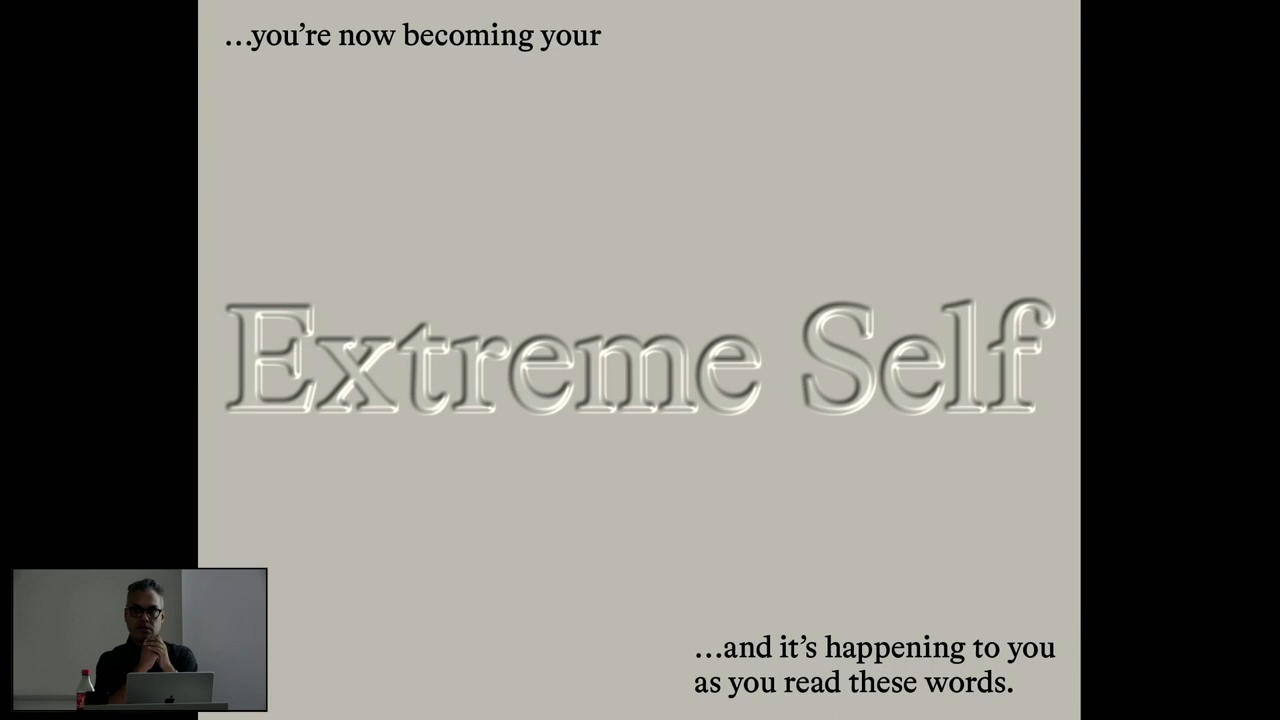 …you’re now becoming your
Extreme Self
…and it’s happening to you
as you read these words.